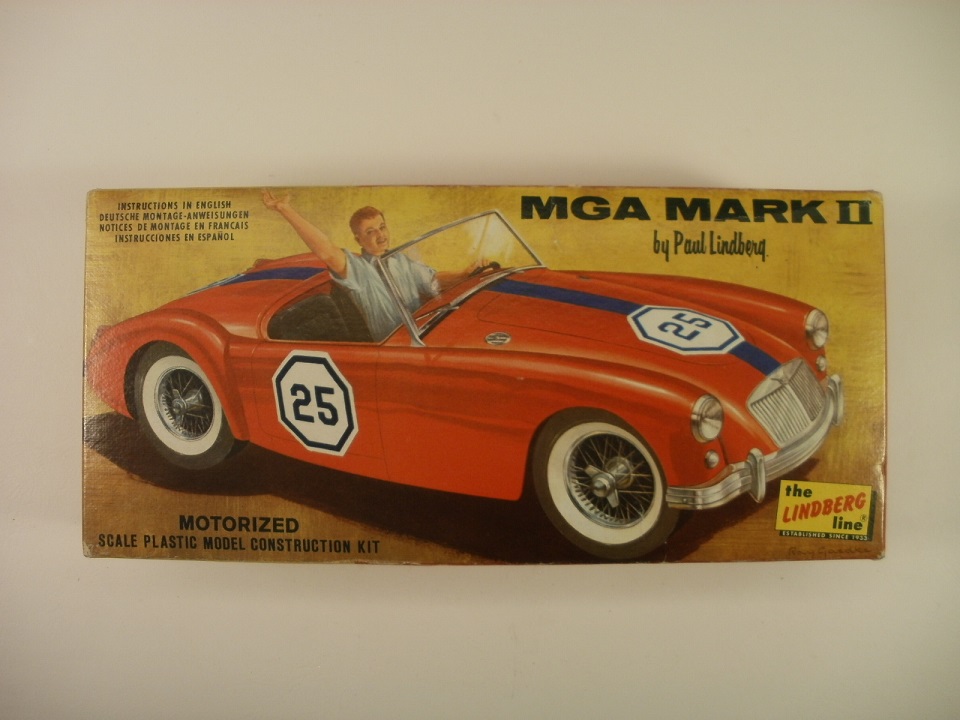 INSTRUCTIONS IN ENGLISH
DEUTSCHE MONTAGE-ANWEISUNGEN
NOTICES DE MONTAGE EN FRANCAIS
INSTRUCCIONES EN ESPAÑOL
MGA MARK II
by Paul Lindberg
25
25
MOTORIZED
SCALE PLASTIC MODEL CONSTRUCTION KIT
the
LINDBERG®
line
ESTABLISHED SINCE 1933